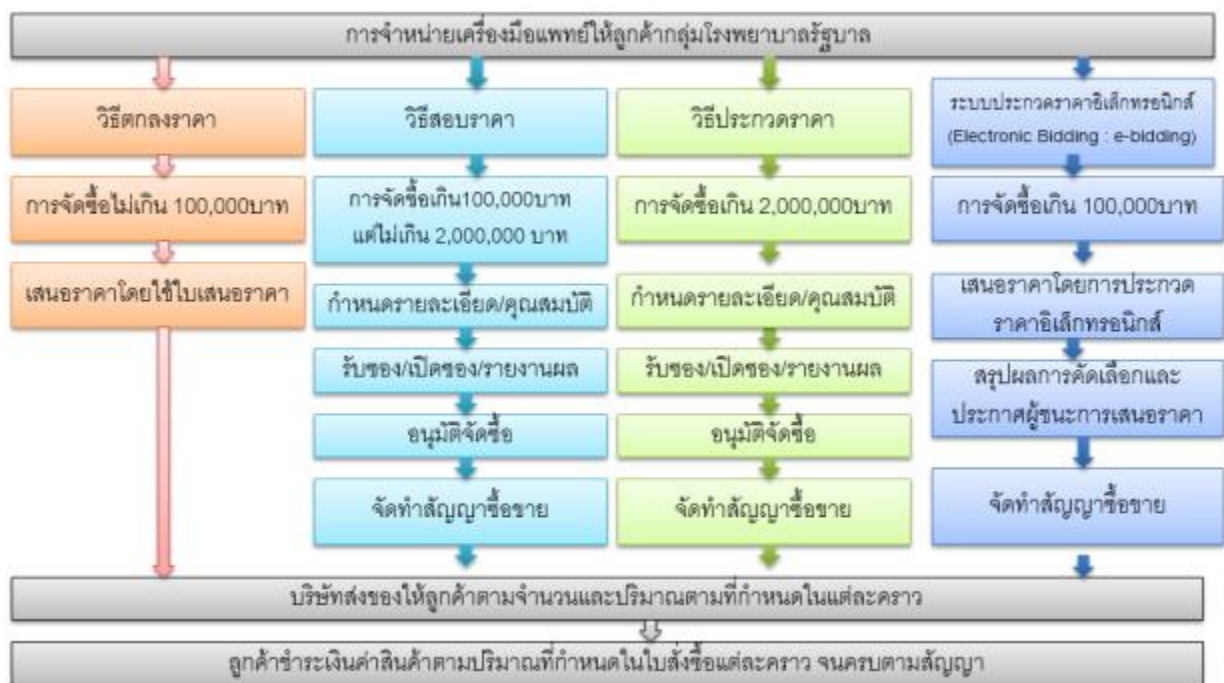 การจำหน่ายเครื่องมือแพทย์ให้ลูกค้ากลุ่มโรงพยาบาลรัฐบาล
วิธีตกลงราคา
การจัดซื้อไม่เกิน 100,000บาท
เสนอราคาโดยใช้ใบเสนอราคา
วิธีสอบราคา
การจัดซื้อเกิน100,000บาท
แต่ไม่เกิน 2,000,000 บาท
กำหนดรายละเอียด/คุณสมบัติ
รับซอง/เปิดซอง/รายงานผล
อนุมัติจัดซื้อ
จัดทำสัญญาซื้อขาย
วิธีประกวดราคา
การจัดซื้อเกิน 2,000,000บาท
กำหนดรายละเอียด/คุณสมบัติ
รับซอง/เปิดซอง/รายงานผล
อนุมัติจัดซื้อ
จัดทำสัญญาซื้อขาย
ระบบประกวดราคาอิเล็กทรอนิกส์
(Electronic Bidding : e-bidding)
การจัดซื้อเกิน 100,000บาท
เสนอราคาโดยการประกวด
ราคาอิเล็กทรอนิกส์
สรุปผลการคัดเลือกและ
ประกาศผู้ชนะการเสนอราคา
จัดทำสัญญาซื้อขาย
บริษัทส่งของให้ลูกค้าตามจำนวนและปริมาณตามที่กำหนดในแต่ละคราว
ลูกค้าชำระเงินค่าสินค้าตามปริมาณที่กำหนดในใบสั่งซื้อแต่ละคราว จนครบตามสัญญา